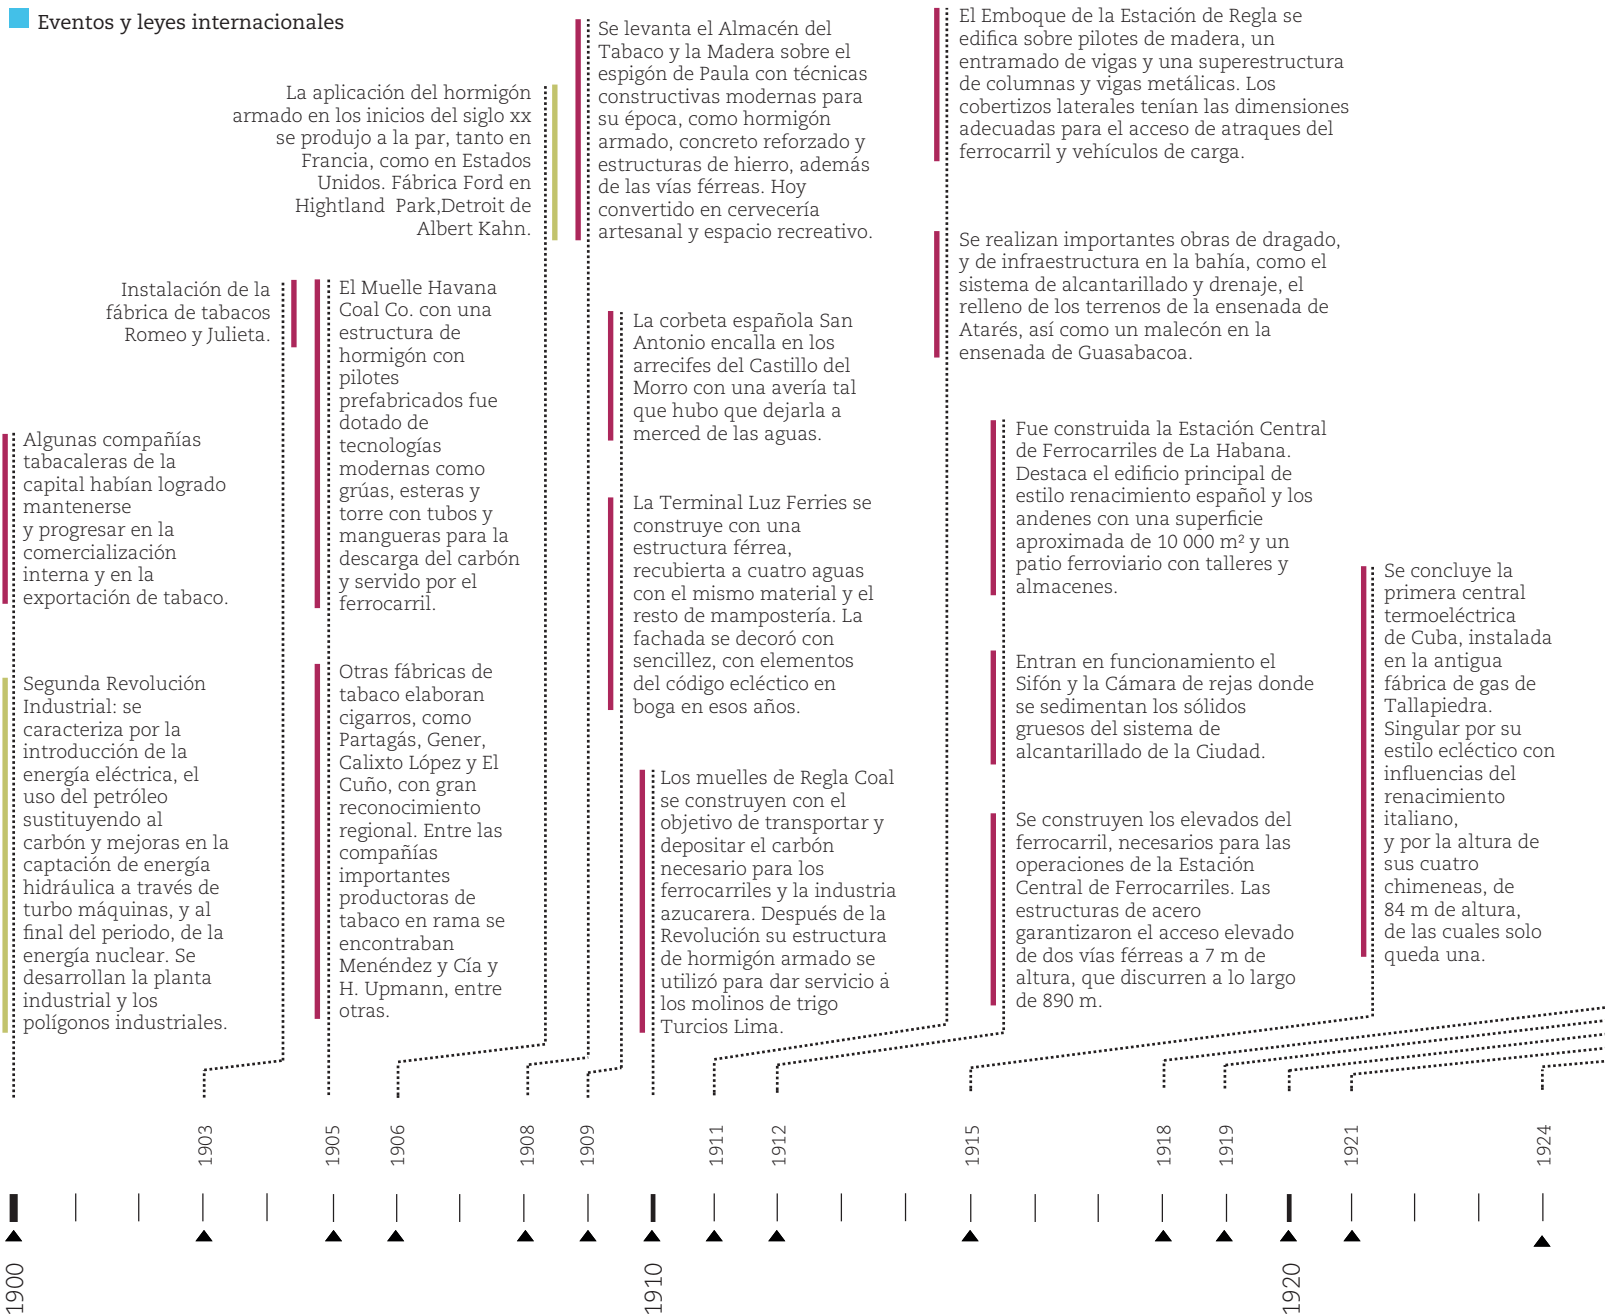 Eventos y leyes internacionales
La aplicación del hormigón
armado en los inicios del siglo xx
se produjo a la par, tanto en
Francia, como en Estados
Unidos. Fábrica Ford en
Hightland Park,Detroit de
Albert Kahn.
Se levanta el Almacén del
Tabaco y la Madera sobre el
espigón de Paula con técnicas
constructivas modernas para
su época, como hormigón
armado, concreto reforzado y
estructuras de hierro, además
de las vías férreas. Hoy
convertido en cervecería
artesanal y espacio recreativo.
El Emboque de la Estación de Regla se
edifica sobre pilotes de madera, un
entramado de vigas y una superestructura
de columnas y vigas metálicas. Los
cobertizos laterales tenían las dimensiones
adecuadas para el acceso de atraques del
ferrocarril y vehículos de carga.
Se realizan importantes obras de dragado,
y de infraestructura en la bahía, como el
sistema de alcantarillado y drenaje, el
relleno de los terrenos de la ensenada de
Atarés, así como un malecón en la
ensenada de Guasabacoa.
Instalación de la
fábrica de tabacos
Romeo y Julieta.
El Muelle Havana
Coal Co. con una
estructura de
hormigón con
pilotes
prefabricados fue
dotado de
tecnologías
modernas como
grúas, esteras y
torre con tubos y
mangueras para la
descarga del carbón
y servido por el
ferrocarril.
La corbeta española San
Antonio encalla en los
arrecifes del Castillo del
Morro con una avería tal
que hubo que dejarla a
merced de las aguas.
Algunas compañías
tabacaleras de la
capital habían logrado
mantenerse
y progresar en la
comercialización
interna y en la
exportación de tabaco.
La Terminal Luz Ferries se
construye con una
estructura férrea,
recubierta a cuatro aguas
con el mismo material y el
resto de mampostería. La
fachada se decoró con
sencillez, con elementos
del código ecléctico en
boga en esos años.
Fue construida la Estación Central
de Ferrocarriles de La Habana.
Destaca el edificio principal de
estilo renacimiento español y los
andenes con una superficie
aproximada de 10 000 m² y un
patio ferroviario con talleres y
almacenes.
Segunda Revolución
Industrial: se
caracteriza por la
introducción de la
energía eléctrica, el
uso del petróleo
sustituyendo al
carbón y mejoras en la
captación de energía
hidráulica a través de
turbo máquinas, y al
final del periodo, de la
energía nuclear. Se
desarrollan la planta
industrial y los
polígonos industriales.
Otras fábricas de
tabaco elaboran
cigarros, como
Partagás, Gener,
Calixto López y El
Cuño, con gran
reconocimiento
regional. Entre las
compañías
importantes
productoras de
tabaco en rama se
encontraban
Menéndez y Cía y
H. Upmann, entre
otras.
Los muelles de Regla Coal
se construyen con el
objetivo de transportar y
depositar el carbón
necesario para los
ferrocarriles y la industria
azucarera. Después de la
Revolución su estructura
de hormigón armado se
utilizó para dar servicio a
los molinos de trigo
Turcios Lima.
Entran en funcionamiento el
Sifón y la Cámara de rejas donde
se sedimentan los sólidos
gruesos del sistema de
alcantarillado de la Ciudad.
Se construyen los elevados del
ferrocarril, necesarios para las
operaciones de la Estación
Central de Ferrocarriles. Las
estructuras de acero
garantizaron el acceso elevado
de dos vías férreas a 7 m de
altura, que discurren a lo largo
de 890 m.
Se concluye la
primera central
termoeléctrica
de Cuba, instalada
en la antigua
fábrica de gas de
Tallapiedra.
Singular por su
estilo ecléctico con
influencias del
renacimiento
italiano,
y por la altura de
sus cuatro
chimeneas, de
84 m de altura,
de las cuales solo
queda una.
1903
1905
1906
1908
1909
1911
1912
1915
1918
1919
1921
1924
1900
1910
1920